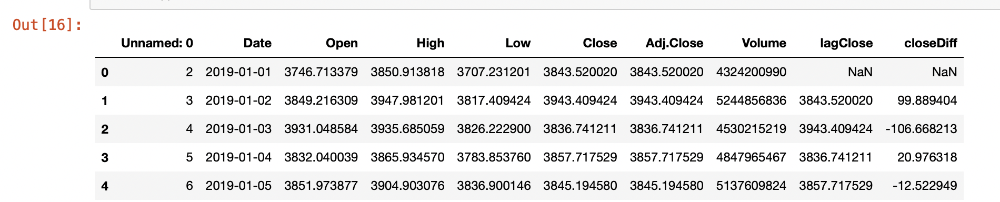 Out[16]:
Unnamed: 0 Date Open High Low Close Adj.Close Volume lagClose closeDiff
0 2 2019-01-01 3746.713379 3850.913818 3707.231201 3843.520020 3843.520020 4324200990 NaN NaN
1 3 2019-01-02 3849.216309 3947.981201 3817.409424 3943.409424 3943.409424 5244856836 3843.520020 99.889404
2 4 2019-01-03 3931.048584 3935.685059 3826.222900 3836.741211 3836.741211 4530215219 3943.409424 -106.668213
3 5 2019-01-04 3832.040039 3865.934570 3783.853760 3857.717529 3857.717529 4847965467 3836.741211 20.976318
4 6 2019-01-05 3851.973877 3904.903076 3836.900146 3845.194580 3845.194580 5137609824 3857.717529 -12.522949